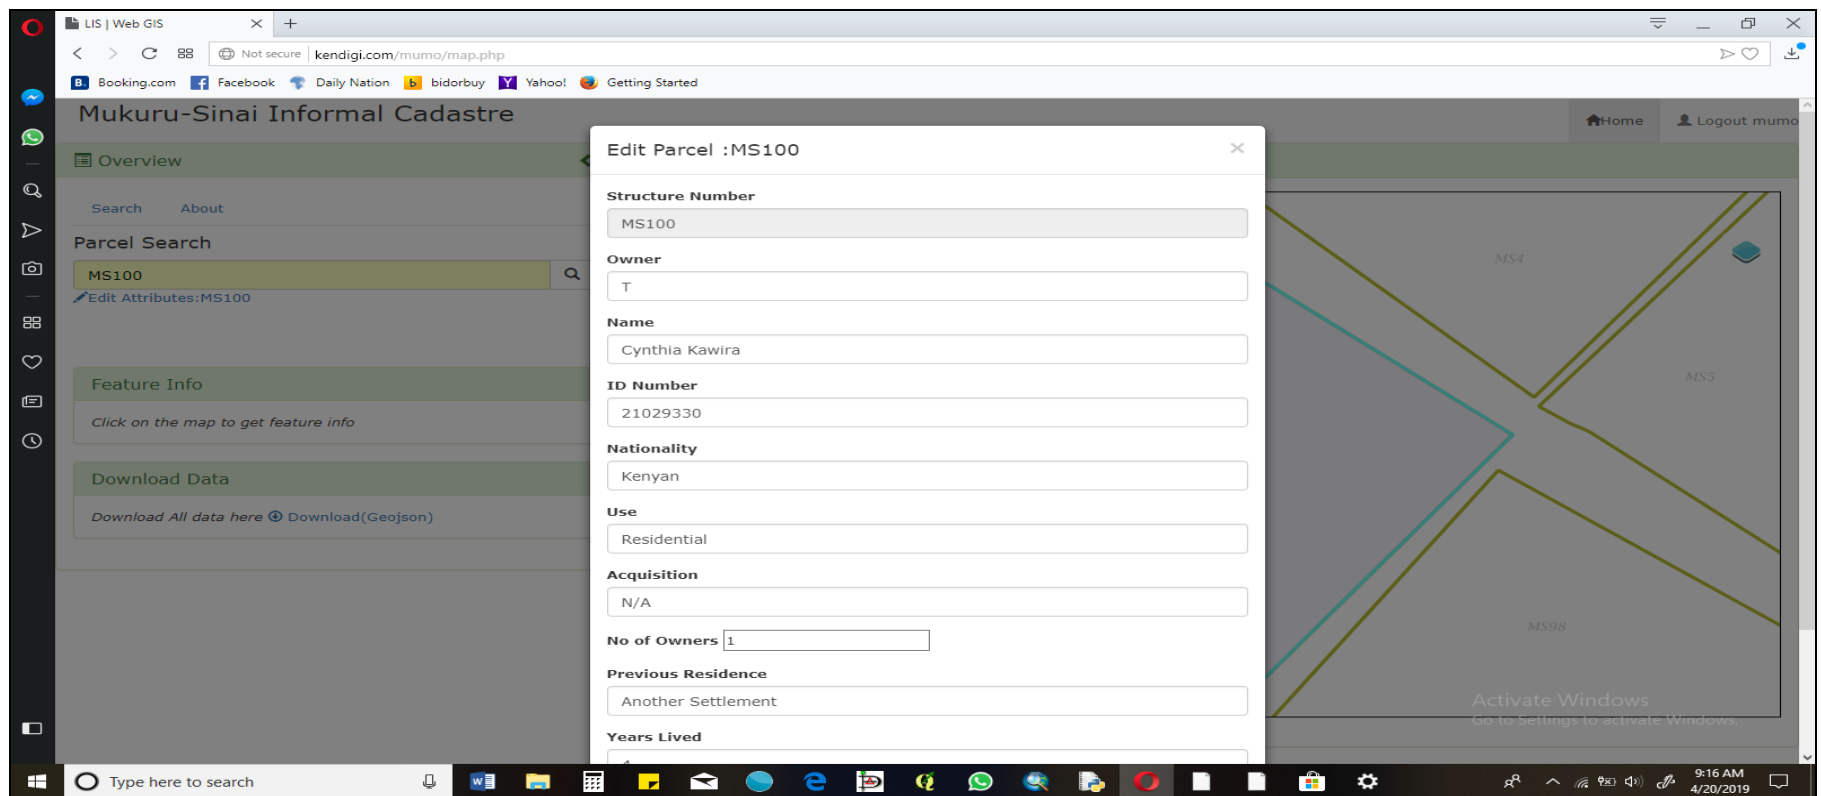 LIS | Web GIS
Not secure kendigi.com/mumo/map.php
B. Booking.com Facebook Daily Nation b bidorbuy Y Yahoo! Getting Started
Mukuru-Sinai Informal Cadastre
Home Logout mumo
Overview
Search About
Parcel Search
MS100
Edit Attributes:MS100
Feature Info
Click on the map to get feature info
Download Data
Download All data here Download(Geojson)
Edit Parcel :MS100
Structure Number
MS100
Owner
T
Name
Cynthia Kawira
ID Number
21029330
Nationality
Kenyan
Use
Residential
Acquisition
N/A
No of Owners 1
Previous Residence
Another Settlement
Years Lived
MS4
MS5
MS98
Activate Windows
Go to Settings to activate Windows.
Type here to search
9:16 AM
4/20/2019